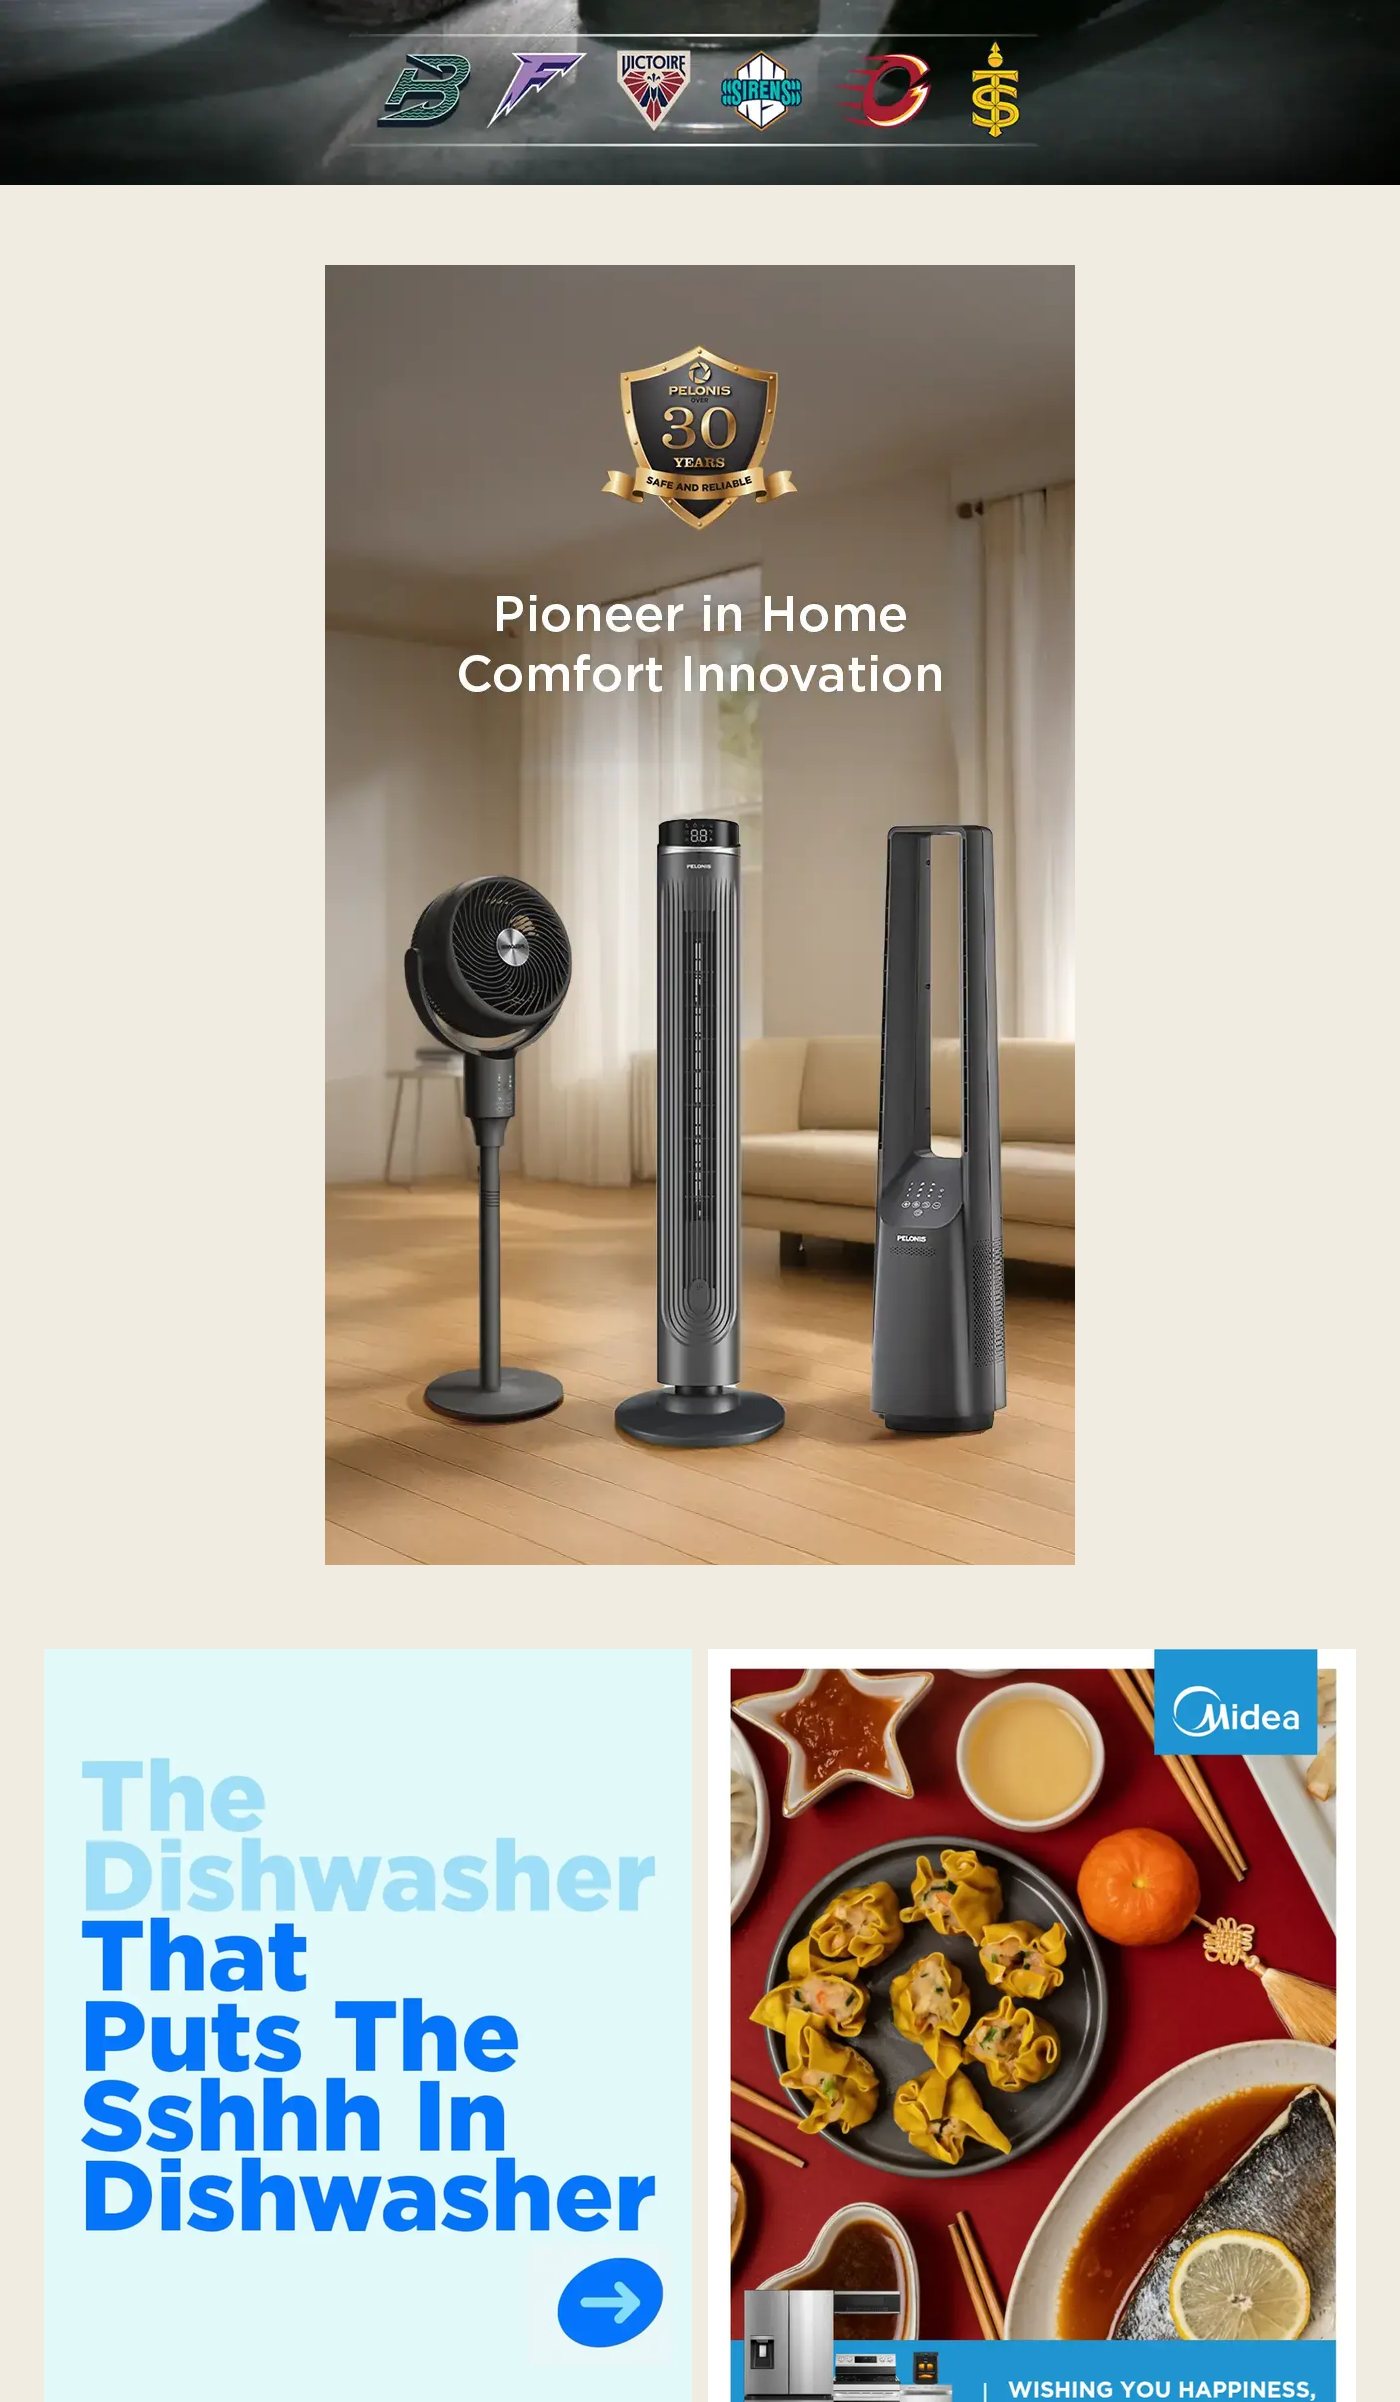 B
F
VICTOIRE
SIRENS
C
TS
PELONIS
OVER
30
YEARS
SAFE AND RELIABLE
Pioneer in Home
Comfort Innovation
88
PELONIS
PELONIS
The
Dishwasher
That
Puts The
Sshhh In
Dishwasher
Midea
WISHING YOU HAPPINESS,